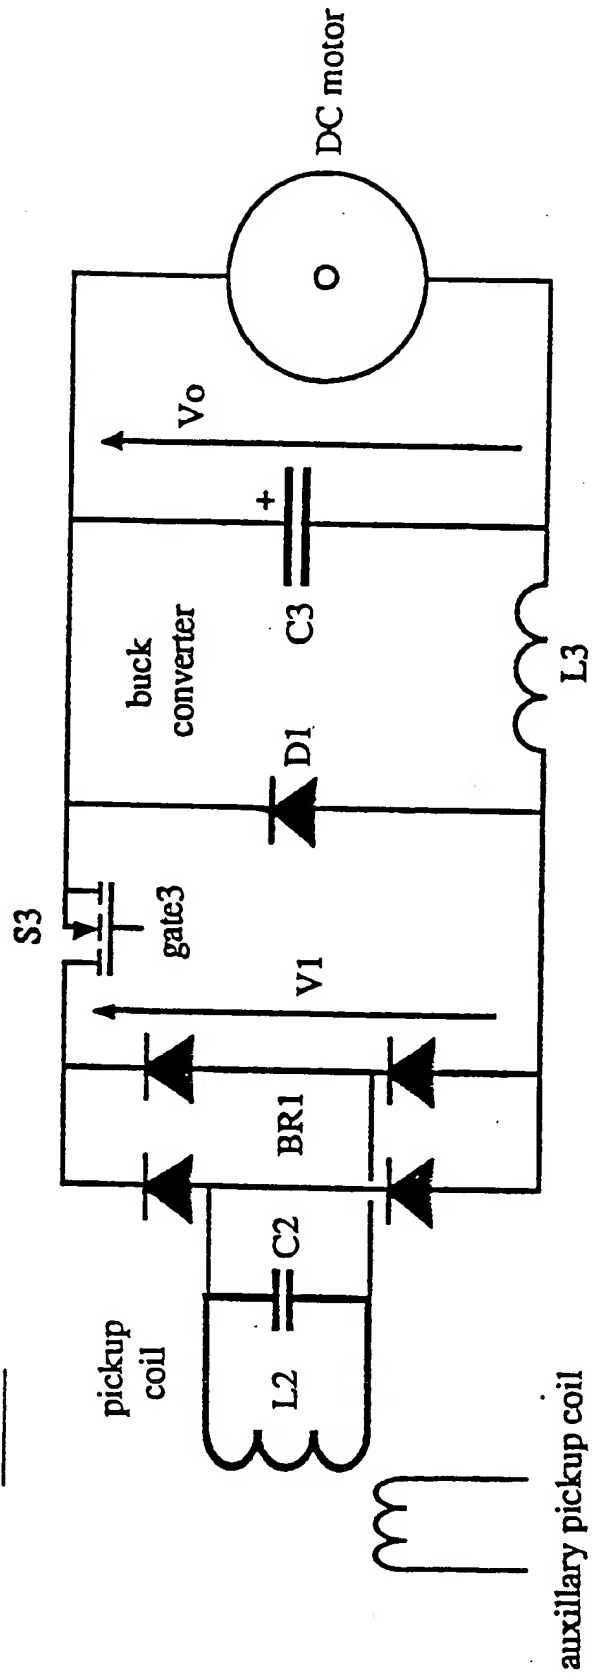 pickup
coil
L2
C2
BR1
V1
S3
gate3
D1
buck
converter
L3
C3
+
Vo
DC motor
auxillary pickup coil